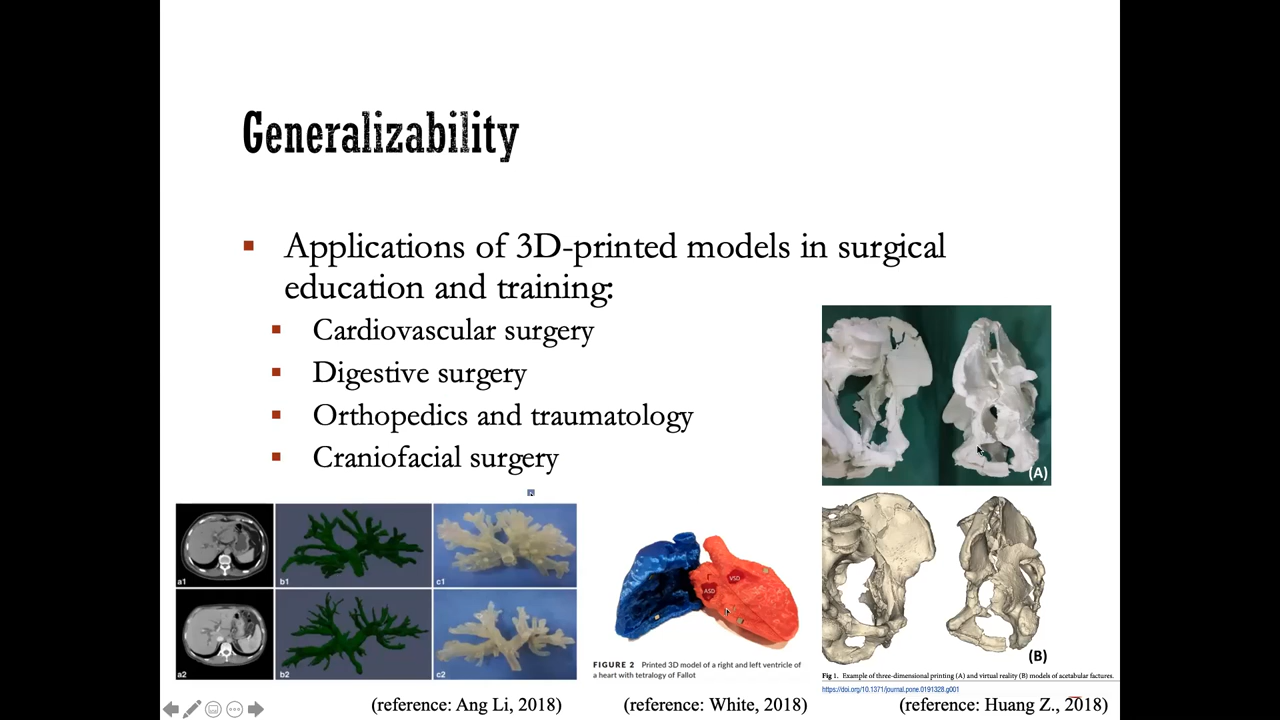 Generalizability
Applications of 3D-printed models in surgical
education and training:
Cardiovascular surgery
Digestive surgery
Orthopedics and traumatology
Craniofacial surgery
(A)
(B)
a1
b1
c1
a2
b2
c2
VSD
ASD
FIGURE 2 Printed 3D model of a right and left ventricle of
a heart with tetralogy of Fallot
Fig 1. Example of three-dimensional printing (A) and virtual reality (B) models of acetabular factures.
https://doi.org/10.1371/journal.pone.0191328.g001
(reference: Ang Li, 2018)
(reference: White, 2018)
(reference: Huang Z., 2018)